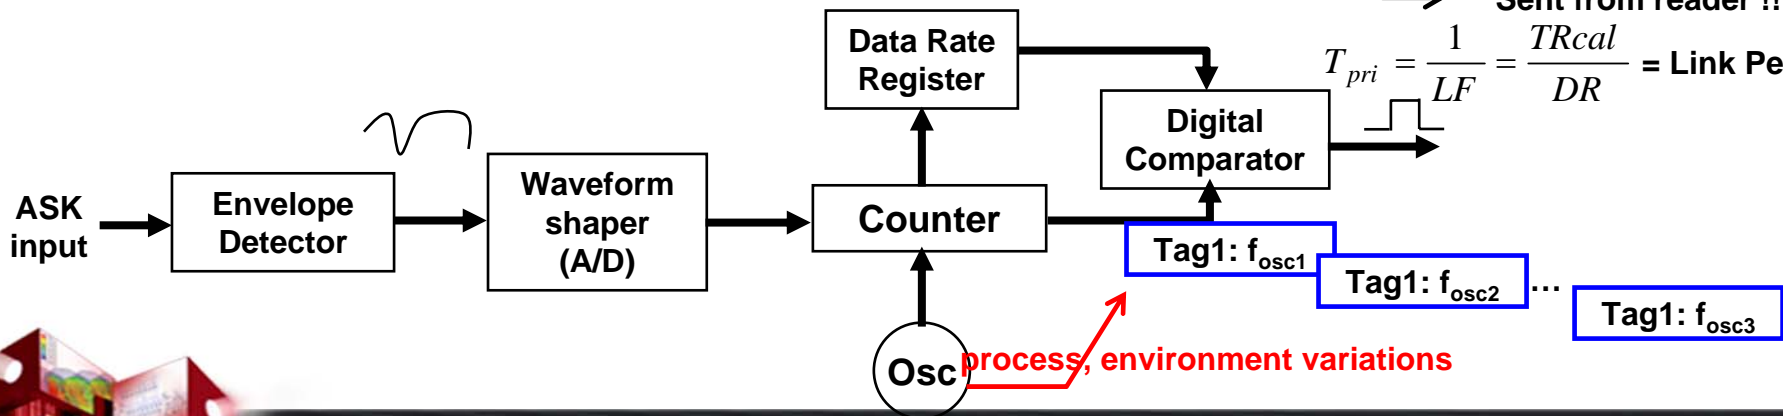 Sent from reader !!
T_pri = 1/LF = TRcal/DR = Link Pe
Data Rate
Register
Digital
Comparator
Waveform
shaper
(A/D)
Envelope
Detector
ASK
input
Counter
Tag1: f_osc1
Tag1: f_osc2 ...
Tag1: f_osc3
Osc
process, environment variations